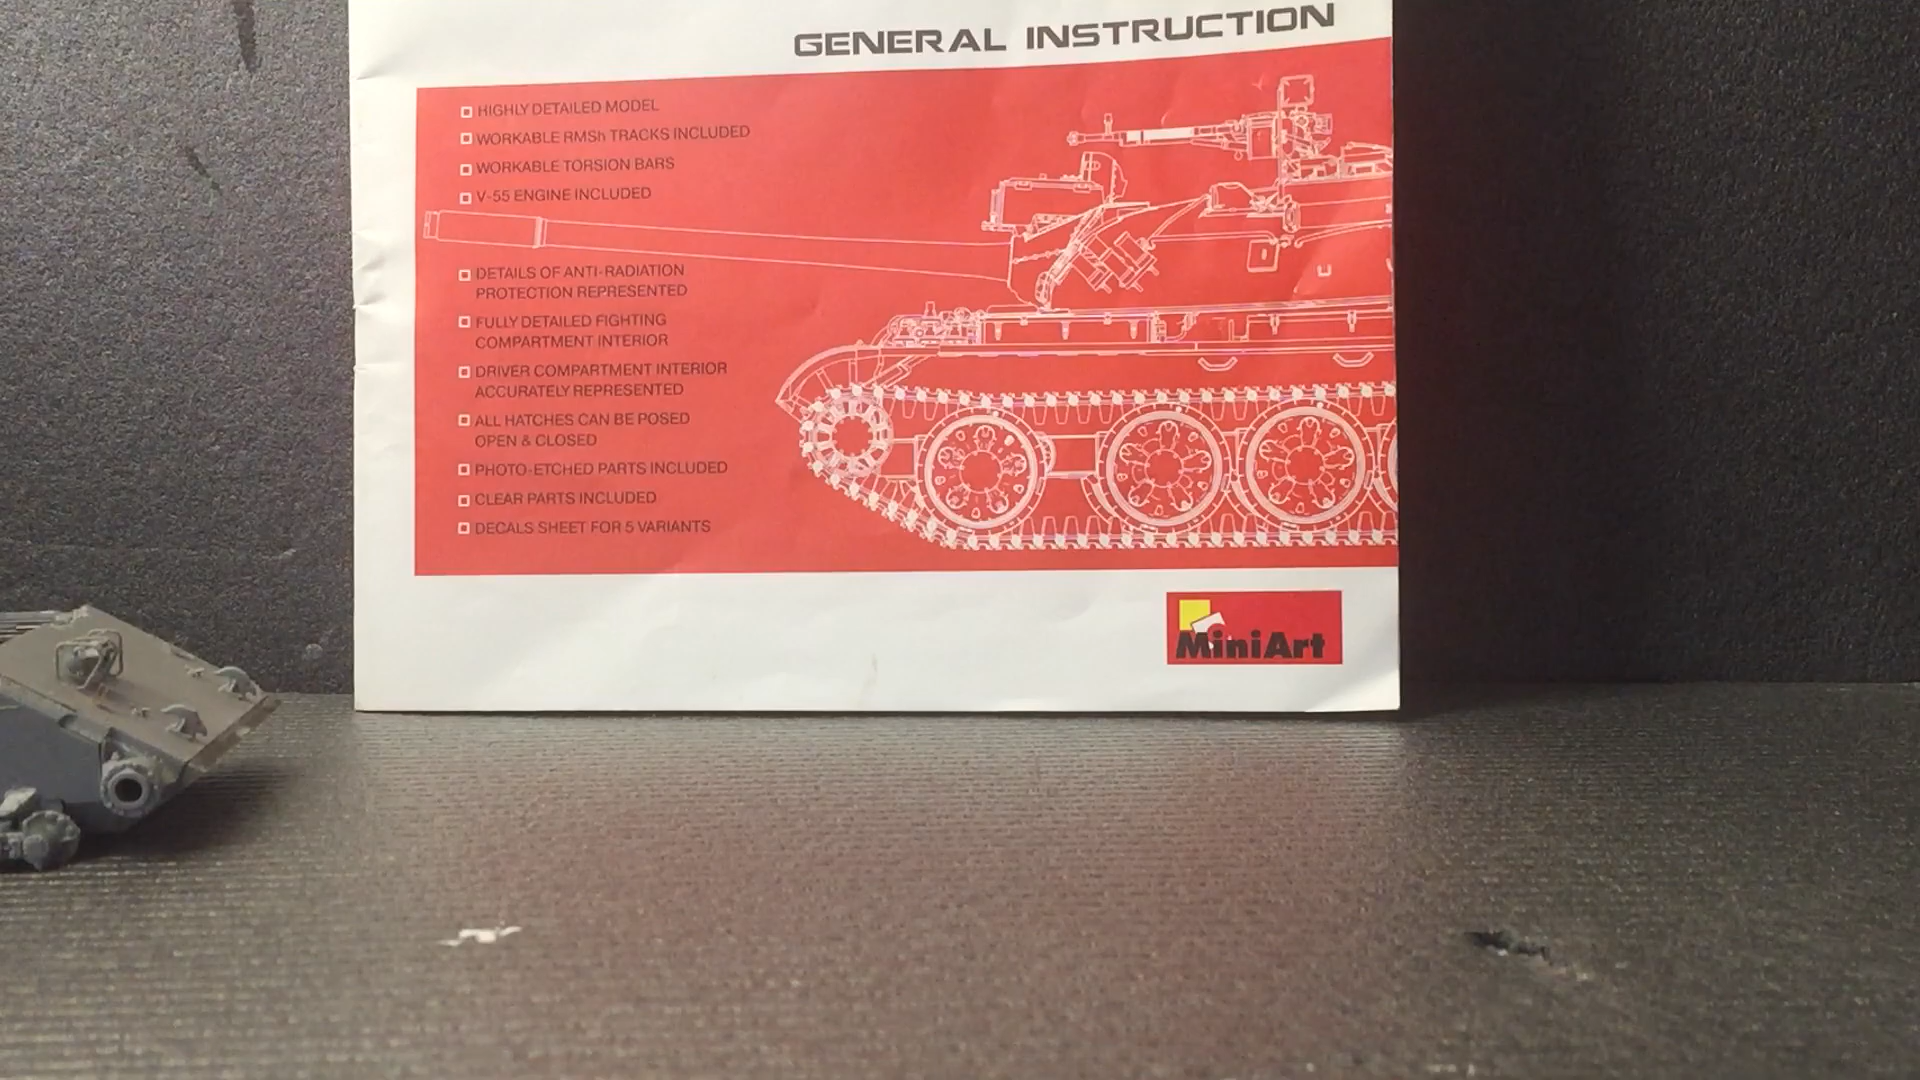 GENERAL INSTRUCTION
HIGHLY DETAILED MODEL
WORKABLE RMSh TRACKS INCLUDED
WORKABLE TORSION BARS
V-55 ENGINE INCLUDED
DETAILS OF ANTI-RADIATION
PROTECTION REPRESENTED
FULLY DETAILED FIGHTING
COMPARTMENT INTERIOR
DRIVER COMPARTMENT INTERIOR
ACCURATELY REPRESENTED
ALL HATCHES CAN BE POSED
OPEN & CLOSED
PHOTO-ETCHED PARTS INCLUDED
CLEAR PARTS INCLUDED
DECALS SHEET FOR 5 VARIANTS
MiniArt